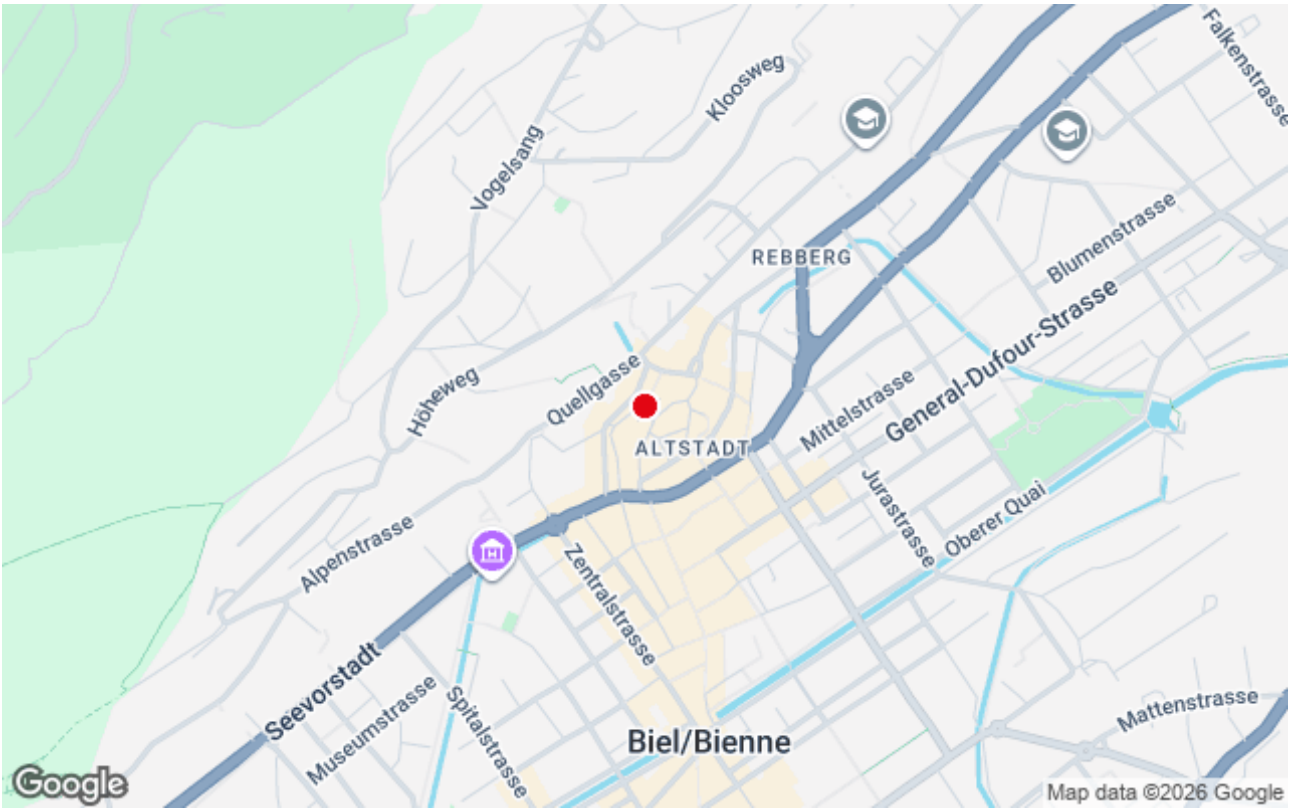 Falkenstrasse
Kloosweg
Vogelsang
Blumenstrasse
REBBERG
General-Dufour-Strasse
Höheweg
Quellgasse
Mittelstrasse
ALTSTADT
Jurastrasse
Oberer Quai
Alpenstrasse
Zentralstrasse
Seevorstadt
Museumstrasse
Spitalstrasse
Mattenstrasse
Biel/Bienne
Google
Map data ©2026 Google